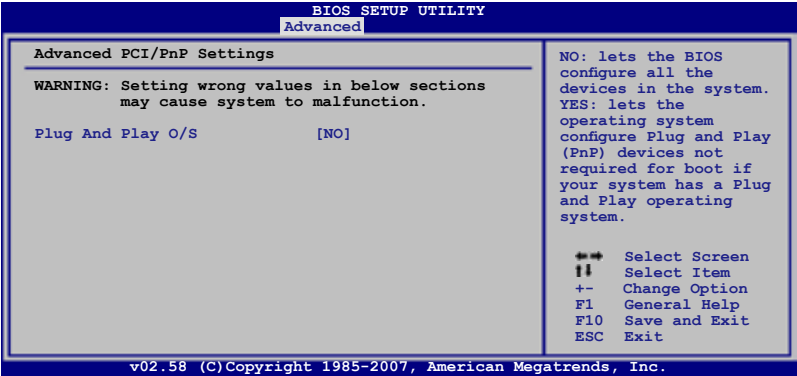 BIOS SETUP UTILITY
Advanced
Advanced PCI/PnP Settings
WARNING: Setting wrong values in below sections
may cause system to malfunction.
Plug And Play O/S [NO]
NO: lets the BIOS
configure all the
devices in the system.
YES: lets the
operating system
configure Plug and Play
(PnP) devices not
required for boot if
your system has a Plug
and Play operating
system.
←→ Select Screen
↑↓ Select Item
+- Change Option
F1 General Help
F10 Save and Exit
ESC Exit
v02.58 (C)Copyright 1985-2007, American Megatrends, Inc.